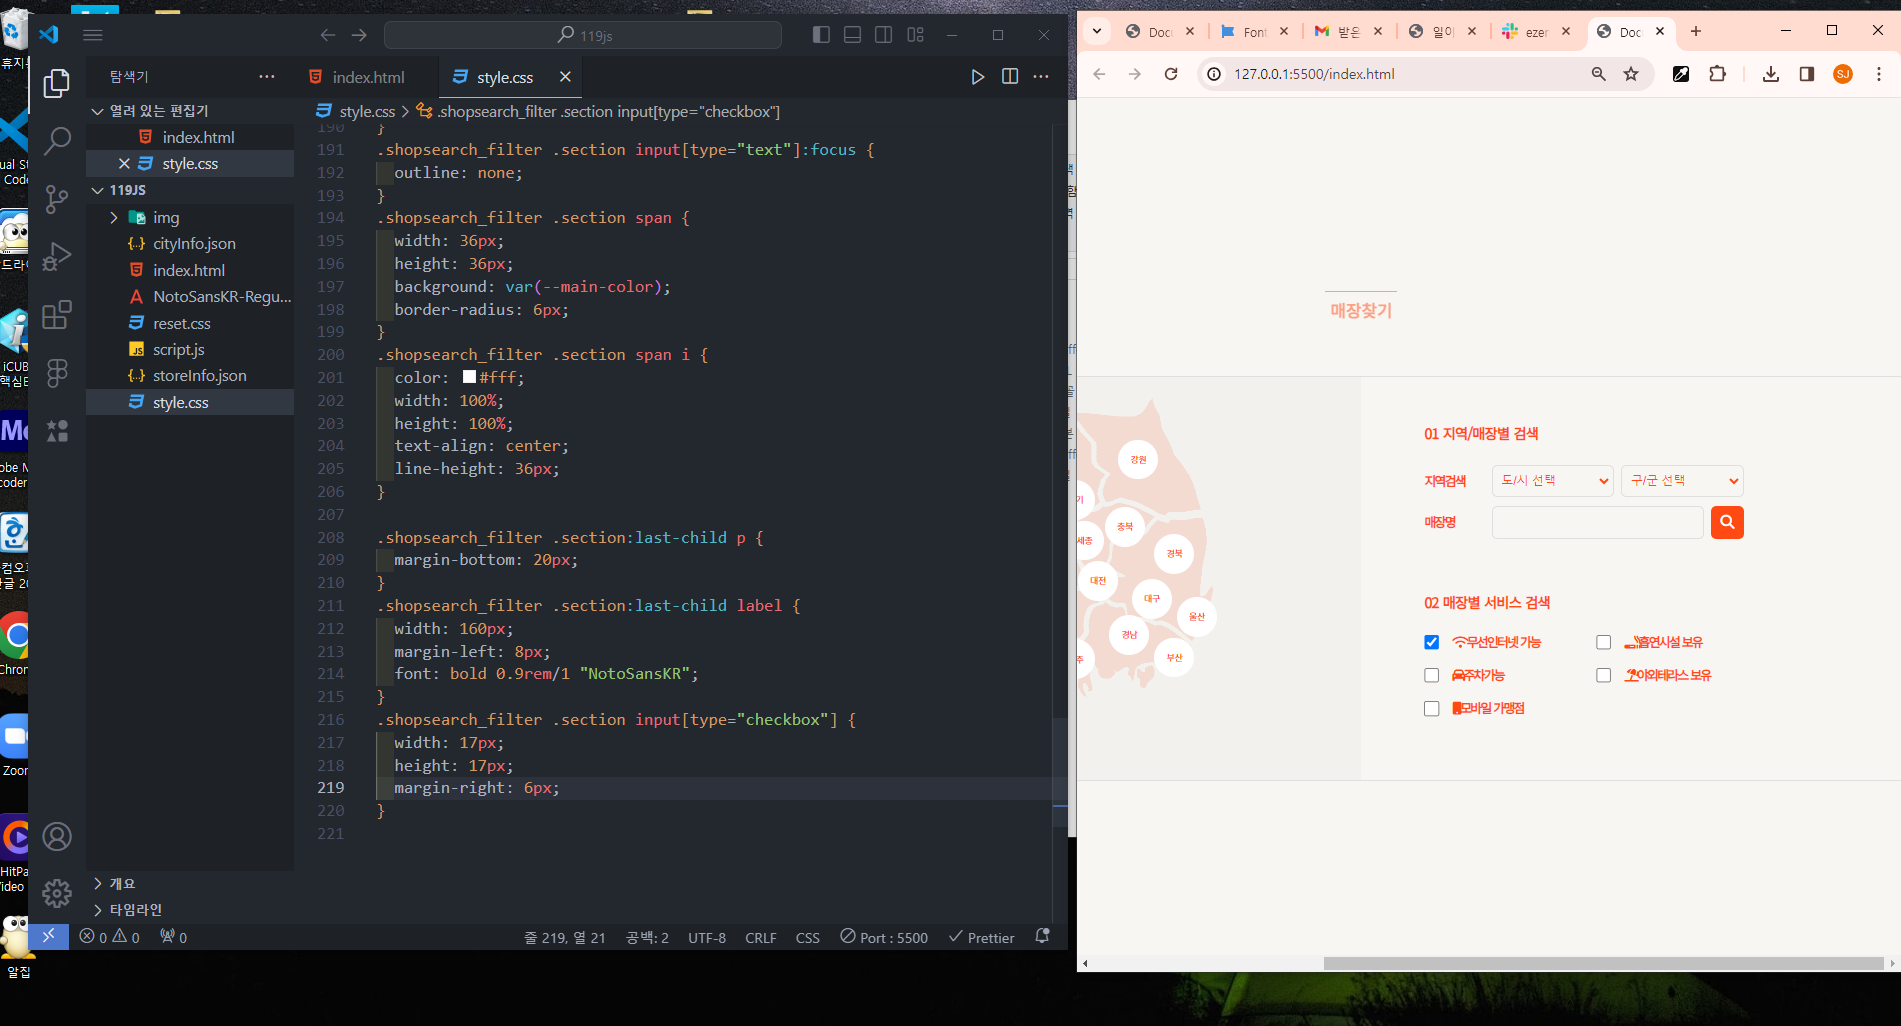 119js
탐색기
열려 있는 편집기
index.html
style.css
119JS
img
cityInfo.json
index.html
NotoSansKR-Regu...
reset.css
script.js
storeInfo.json
style.css
개요
타임라인
index.html
style.css
style.css > .shopsearch_filter .section input[type="checkbox"]
190 }
191 .shopsearch_filter .section input[type="text"]:focus {
192 outline: none;
193 }
194 .shopsearch_filter .section span {
195 width: 36px;
196 height: 36px;
197 background: var(--main-color);
198 border-radius: 6px;
199 }
200 .shopsearch_filter .section span i {
201 color: #fff;
202 width: 100%;
203 height: 100%;
204 text-align: center;
205 line-height: 36px;
206 }
207
208 .shopsearch_filter .section:last-child p {
209 margin-bottom: 20px;
210 }
211 .shopsearch_filter .section:last-child label {
212 width: 160px;
213 margin-left: 8px;
214 font: bold 0.9rem/1 "NotoSansKR";
215 }
216 .shopsearch_filter .section input[type="checkbox"] {
217 width: 17px;
218 height: 17px;
219 margin-right: 6px;
220 }
221
0 0 0
줄 219, 열 21 공백: 2 UTF-8 CRLF CSS Port : 5500 Prettier
Doc Font 받은 일이 ezer Doc
127.0.0.1:5500/index.html
SJ
매장찾기
강원
기
충북
세종
경북
대전
대구
울산
경남
부산
주
01 지역/매장별 검색
지역검색 도/시 선택 구/군 선택
매장명
02 매장별 서비스 검색
무선인터넷 가능 흡연시설 보유
주차가능 야외테라스 보유
모바일 가맹점
휴지
ual St
Code
드라이
iCUB
핵심E
Me
obe M
coder
컴오프
한글 20
Chron
Zoon
HitPa
Video
알집